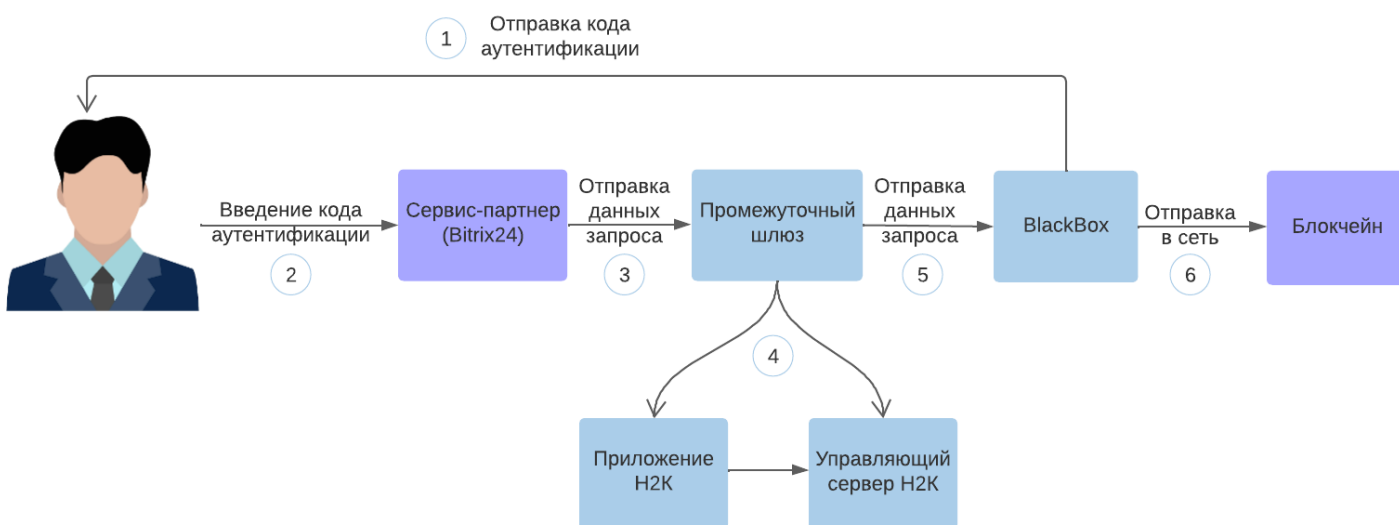 1
Отправка кода
аутентификации
Введение кода
аутентификации
2
Сервис-партнер
(Bitrix24)
Отправка
данных
запроса
3
Промежуточный
шлюз
Отправка
данных
запроса
5
BlackBox
Отправка
в сеть
6
Блокчейн
4
Приложение
Н2К
Управляющий
сервер Н2К